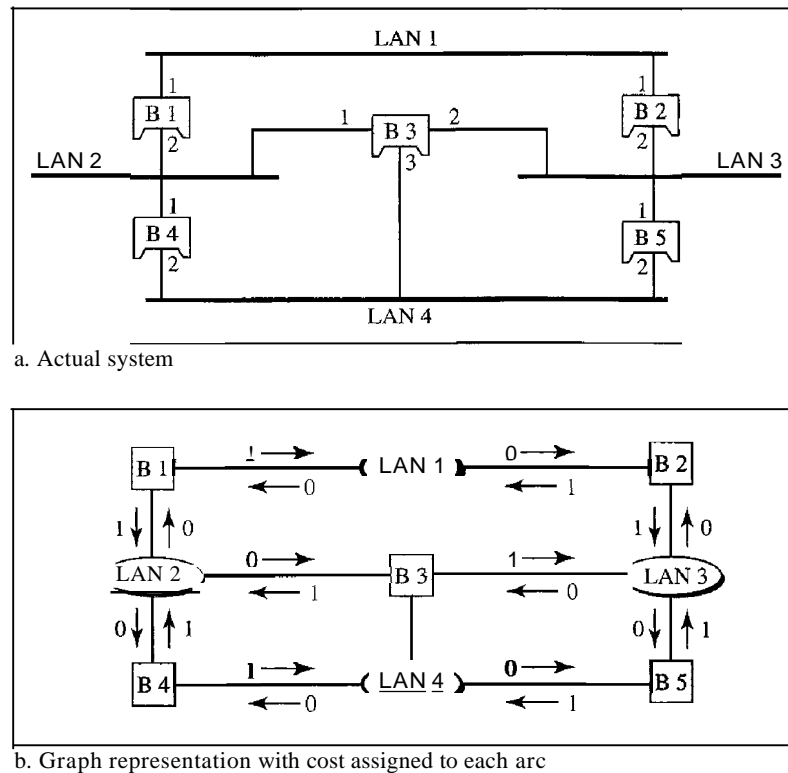 LAN 1
1 1
B 1 1 B 3 2 B 2
2 3 2
LAN 2 LAN 3
1 1
B 4 B 5
2 2
LAN 4
a. Actual system
B 1 1 LAN 1 0 B 2
0 1
1 0 1 0
LAN 2 0 B 3 1 LAN 3
1 0
0 1 0 1
B 4 1 LAN 4 0 B 5
0 1
b. Graph representation with cost assigned to each arc